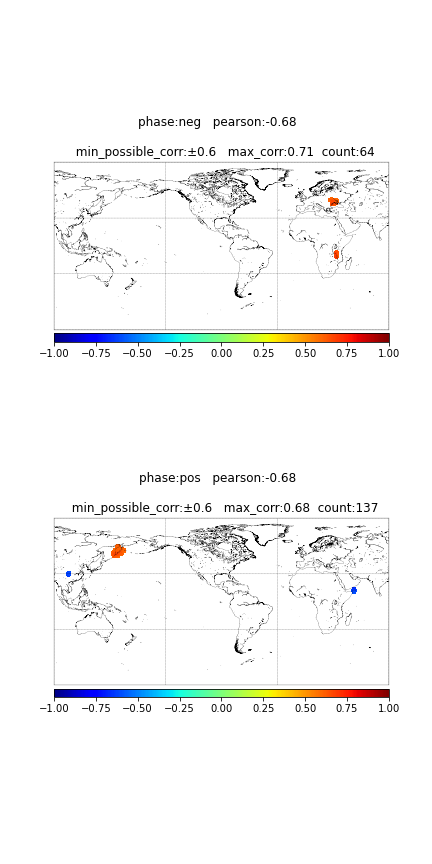 phase:neg   pearson:-0.68
min_possible_corr:±0.6   max_corr:0.71  count:64
−1.00 −0.75 −0.50 −0.25 0.00 0.25 0.50 0.75 1.00
phase:pos   pearson:-0.68
min_possible_corr:±0.6   max_corr:0.68  count:137
−1.00 −0.75 −0.50 −0.25 0.00 0.25 0.50 0.75 1.00